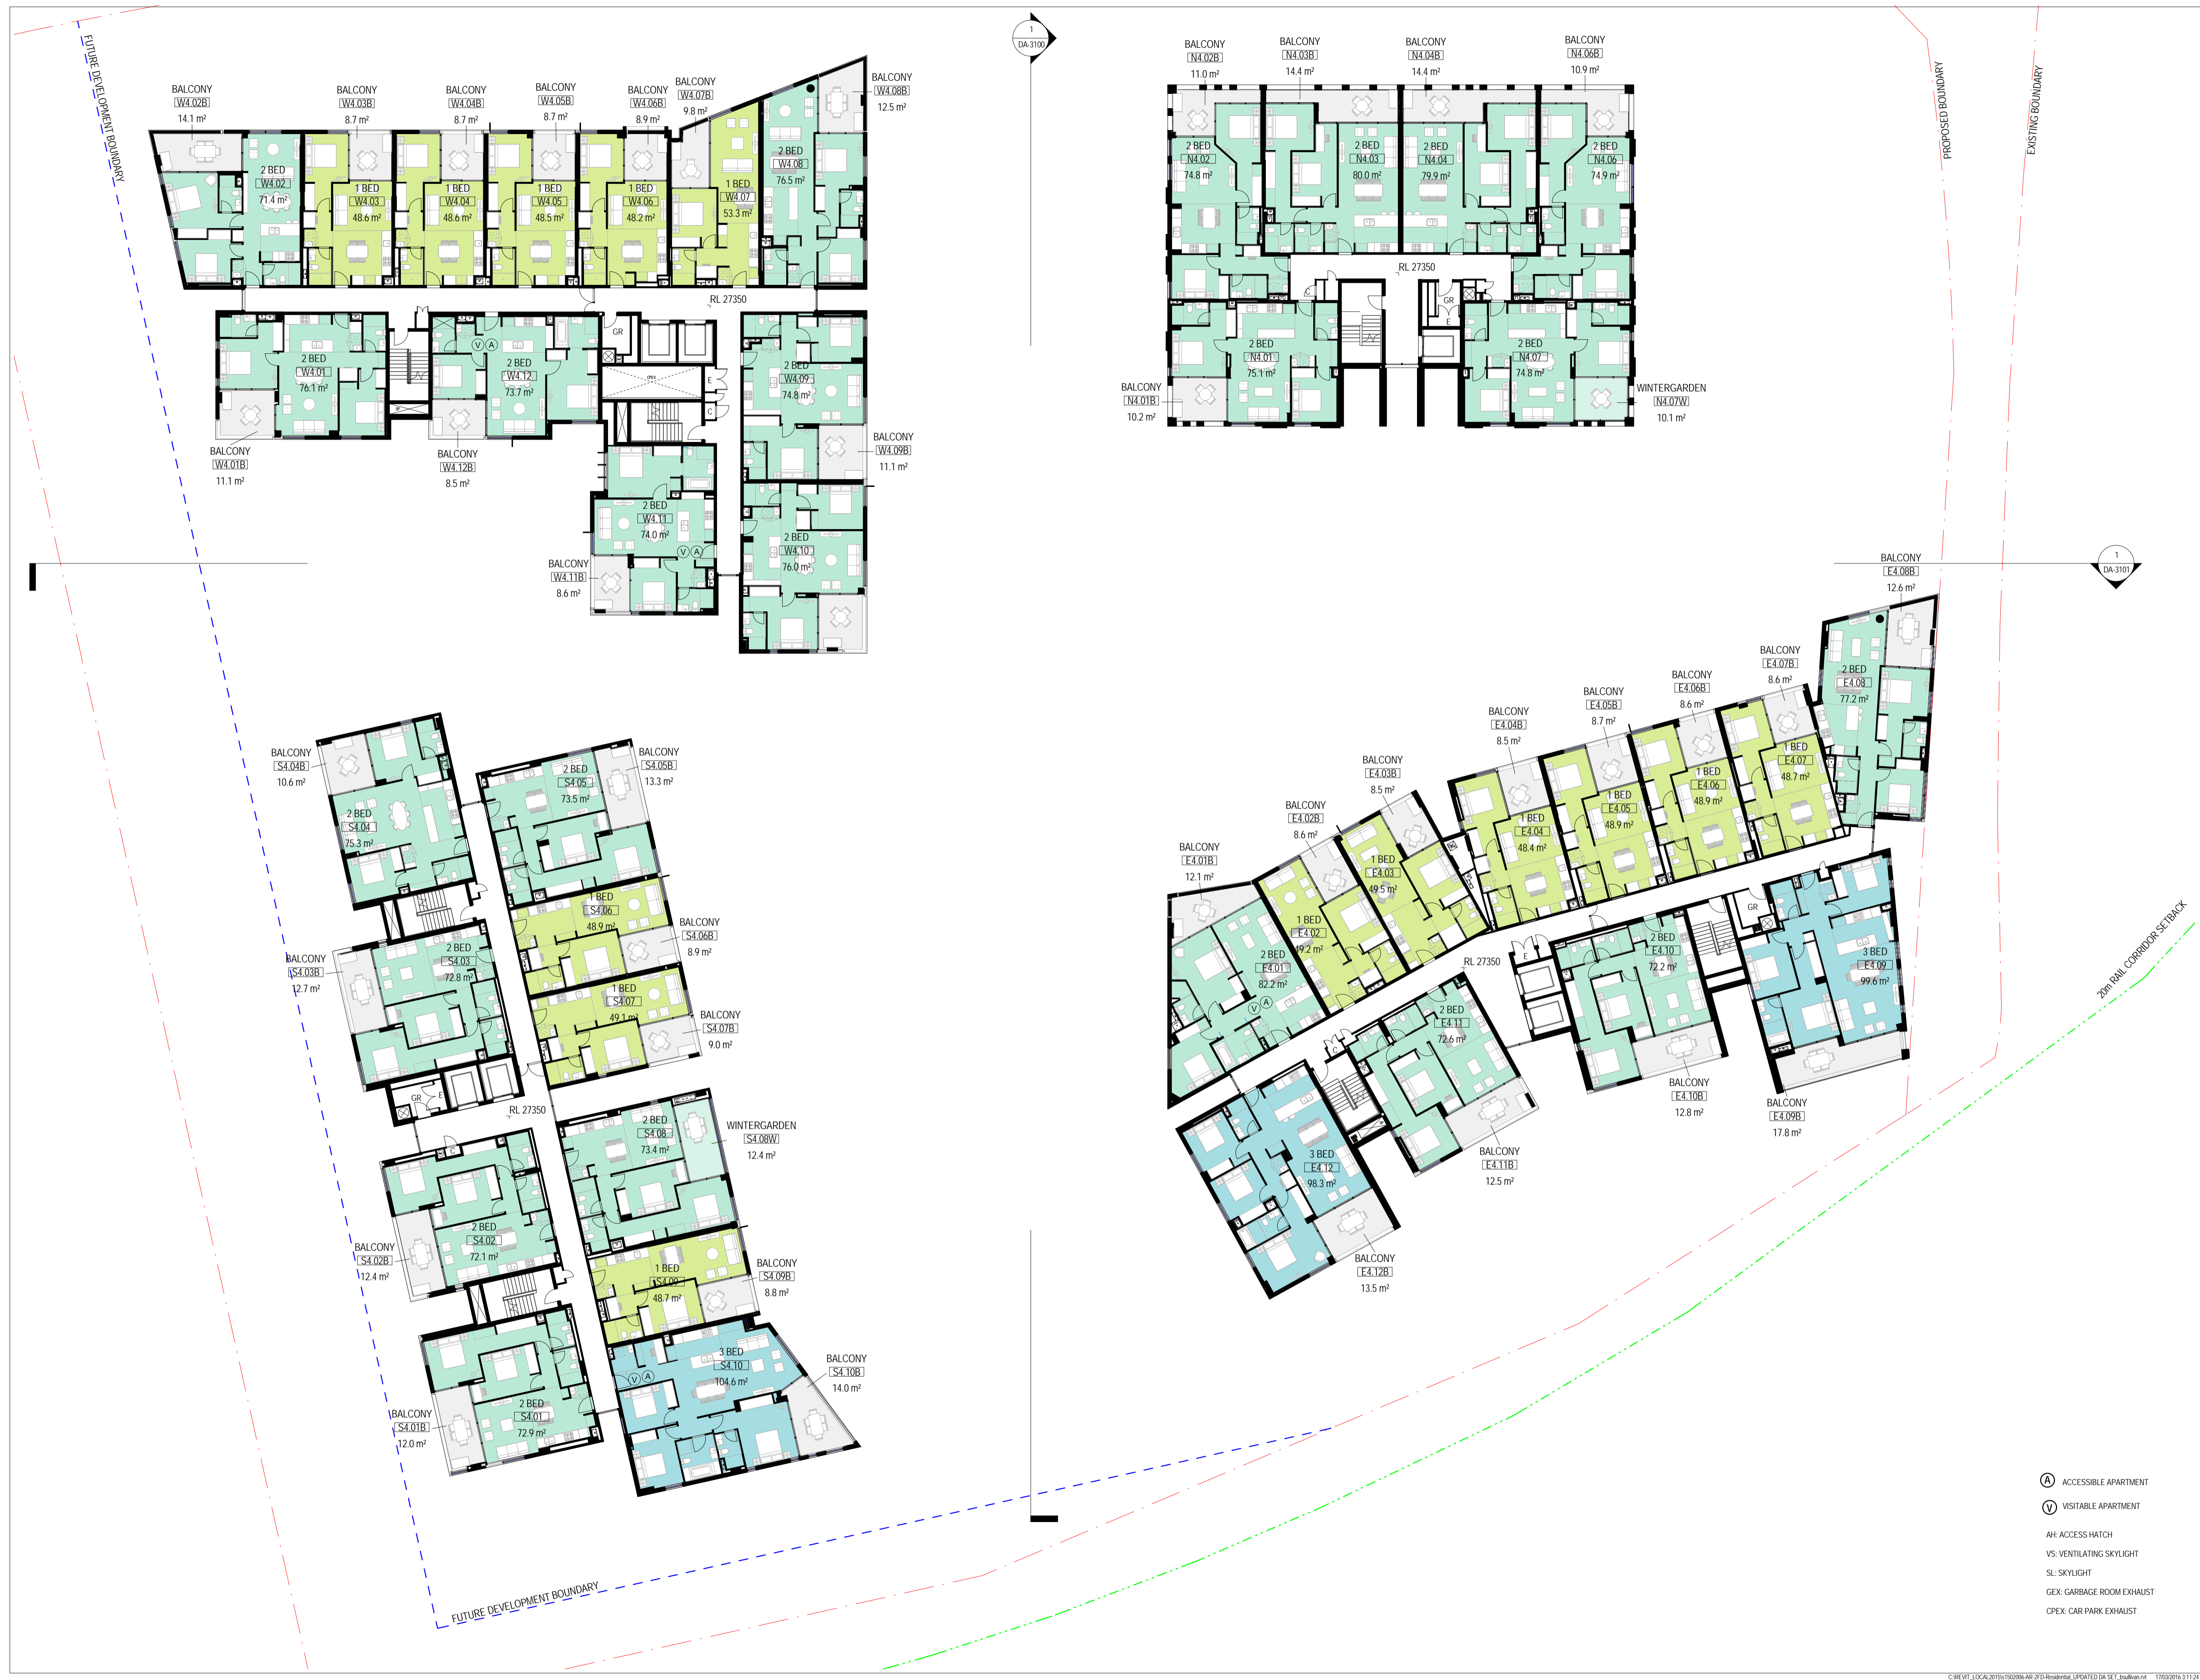 FUTURE DEVELOPMENT BOUNDARY
1
DA-3100
PROPOSED BOUNDARY
EXISTING BOUNDARY
BALCONY
W4.02B
14.1 m²
BALCONY
W4.03B
8.7 m²
BALCONY
W4.04B
8.7 m²
BALCONY
W4.05B
8.7 m²
BALCONY
W4.06B
8.9 m²
BALCONY
W4.07B
9.8 m²
BALCONY
W4.08B
12.5 m²
2 BED
W4.02
71.4 m²
1 BED
W4.03
48.6 m²
1 BED
W4.04
48.6 m²
1 BED
W4.05
48.5 m²
1 BED
W4.06
48.2 m²
1 BED
W4.07
53.3 m²
2 BED
W4.08
76.5 m²
RL 27350
GR
CPEX
E
C
2 BED
W4.01
76.1 m²
V A
2 BED
W4.12
73.7 m²
2 BED
W4.09
74.8 m²
BALCONY
W4.01B
11.1 m²
BALCONY
W4.12B
8.5 m²
BALCONY
W4.09B
11.1 m²
2 BED
W4.11
74.0 m²
V A
2 BED
W4.10
76.0 m²
BALCONY
W4.11B
8.6 m²
BALCONY
N4.02B
11.0 m²
BALCONY
N4.03B
14.4 m²
BALCONY
N4.04B
14.4 m²
BALCONY
N4.06B
10.9 m²
2 BED
N4.02
74.8 m²
2 BED
N4.03
80.0 m²
2 BED
N4.04
79.9 m²
2 BED
N4.06
74.9 m²
RL 27350
C
GR
E
2 BED
N4.01
75.1 m²
2 BED
N4.07
74.8 m²
BALCONY
N4.01B
10.2 m²
WINTERGARDEN
N4.07W
10.1 m²
1
DA-3101
BALCONY
E4.08B
12.6 m²
BALCONY
E4.07B
8.6 m²
BALCONY
E4.06B
8.6 m²
BALCONY
E4.05B
8.7 m²
BALCONY
E4.04B
8.5 m²
BALCONY
E4.03B
8.5 m²
BALCONY
E4.02B
8.6 m²
BALCONY
E4.01B
12.1 m²
2 BED
E4.08
77.2 m²
1 BED
E4.07
48.7 m²
1 BED
E4.06
48.9 m²
1 BED
E4.05
48.9 m²
1 BED
E4.04
48.4 m²
1 BED
E4.03
49.5 m²
1 BED
E4.02
49.2 m²
2 BED
E4.01
82.2 m²
V A
RL 27350
E
GR
C
3 BED
E4.09
99.6 m²
2 BED
E4.10
72.2 m²
2 BED
E4.11
72.6 m²
3 BED
E4.12
98.3 m²
BALCONY
E4.09B
17.8 m²
BALCONY
E4.10B
12.8 m²
BALCONY
E4.11B
12.5 m²
BALCONY
E4.12B
13.5 m²
20m RAIL CORRIDOR SETBACK
BALCONY
S4.04B
10.6 m²
BALCONY
S4.05B
13.3 m²
2 BED
S4.04
75.3 m²
2 BED
S4.05
73.5 m²
1 BED
S4.06
48.9 m²
BALCONY
S4.06B
8.9 m²
BALCONY
S4.03B
12.7 m²
2 BED
S4.03
72.8 m²
1 BED
S4.07
49.1 m²
BALCONY
S4.07B
9.0 m²
GR
E
RL 27350
C
2 BED
S4.08
73.4 m²
WINTERGARDEN
S4.08W
12.4 m²
2 BED
S4.02
72.1 m²
BALCONY
S4.02B
12.4 m²
1 BED
S4.09
48.7 m²
BALCONY
S4.09B
8.8 m²
3 BED
S4.10
104.6 m²
V A
BALCONY
S4.10B
14.0 m²
2 BED
S4.01
72.9 m²
BALCONY
S4.01B
12.0 m²
FUTURE DEVELOPMENT BOUNDARY
A ACCESSIBLE APARTMENT
V VISITABLE APARTMENT
AH: ACCESS HATCH
VS: VENTILATING SKYLIGHT
SL: SKYLIGHT
GEX: GARBAGE ROOM EXHAUST
CPEX: CAR PARK EXHAUST
C:\REVIT_LOCAL2015\s1502006-AR-2FD-Residential_UPDATED DA SET_bsullivan.rvt 17/03/2016 3:11:24